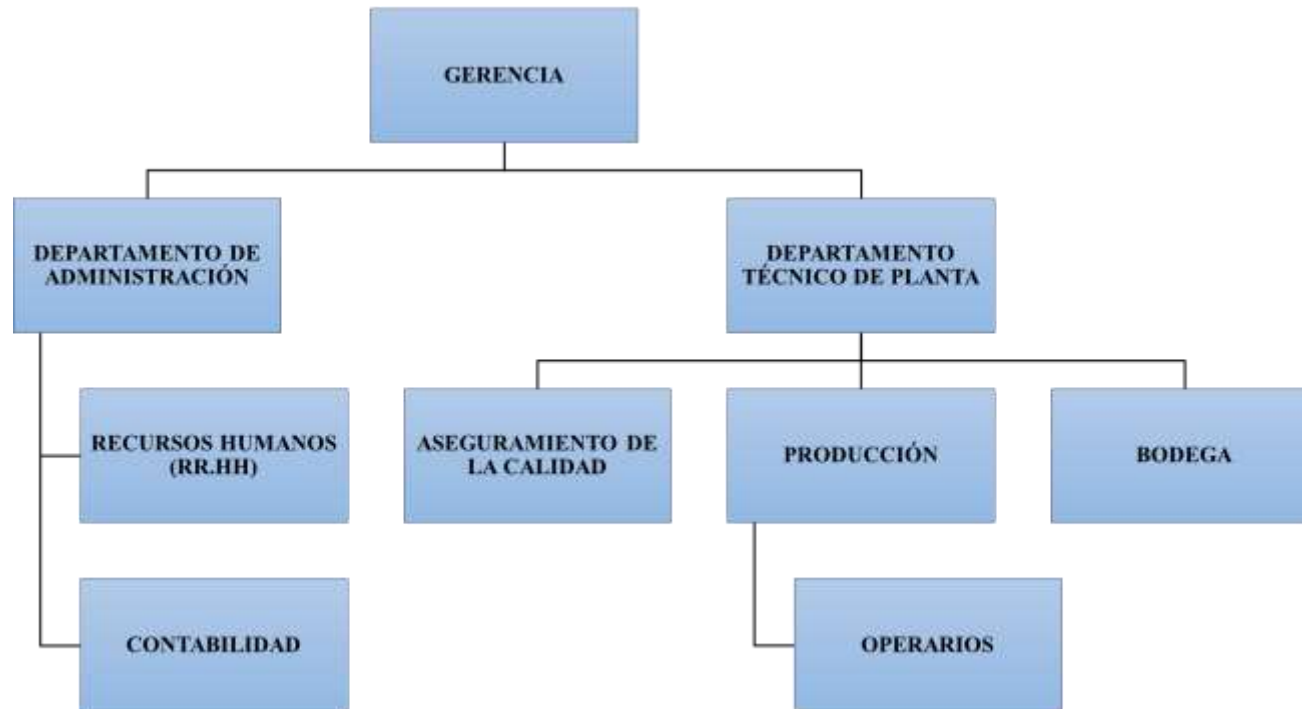 GERENCIA
DEPARTAMENTO DE
ADMINISTRACIÓN
DEPARTAMENTO
TÉCNICO DE PLANTA
RECURSOS HUMANOS
(RR.HH)
ASEGURAMIENTO DE
LA CALIDAD
PRODUCCIÓN
BODEGA
CONTABILIDAD
OPERARIOS